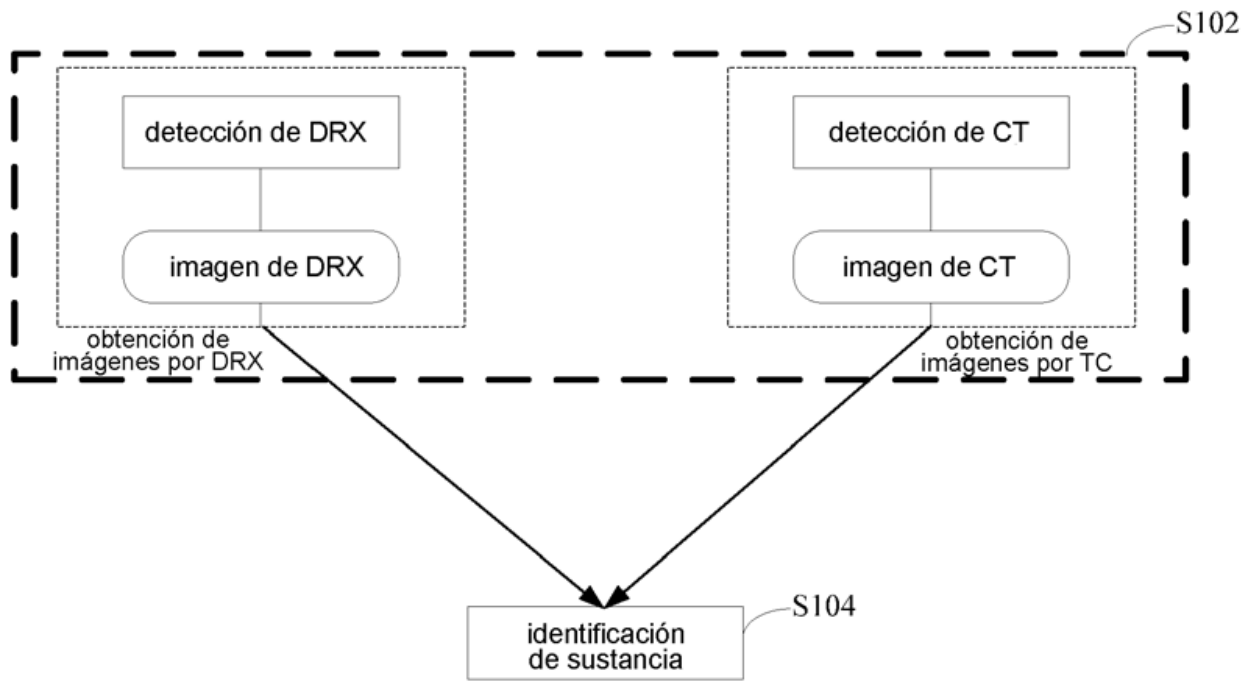 S102
detección de DRX
detección de CT
imagen de DRX
imagen de CT
obtención de
imágenes por DRX
obtención de
imágenes por TC
S104
identificación
de sustancia